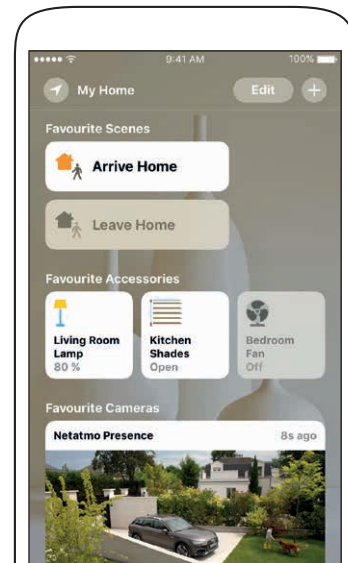 9:41 AM
100%
My Home
Edit
Favourite Scenes
Arrive Home
Leave Home
Favourite Accessories
Living Room
Lamp
80 %
Kitchen
Shades
Open
Bedroom
Fan
Off
Favourite Cameras
Netatmo Presence
8s ago